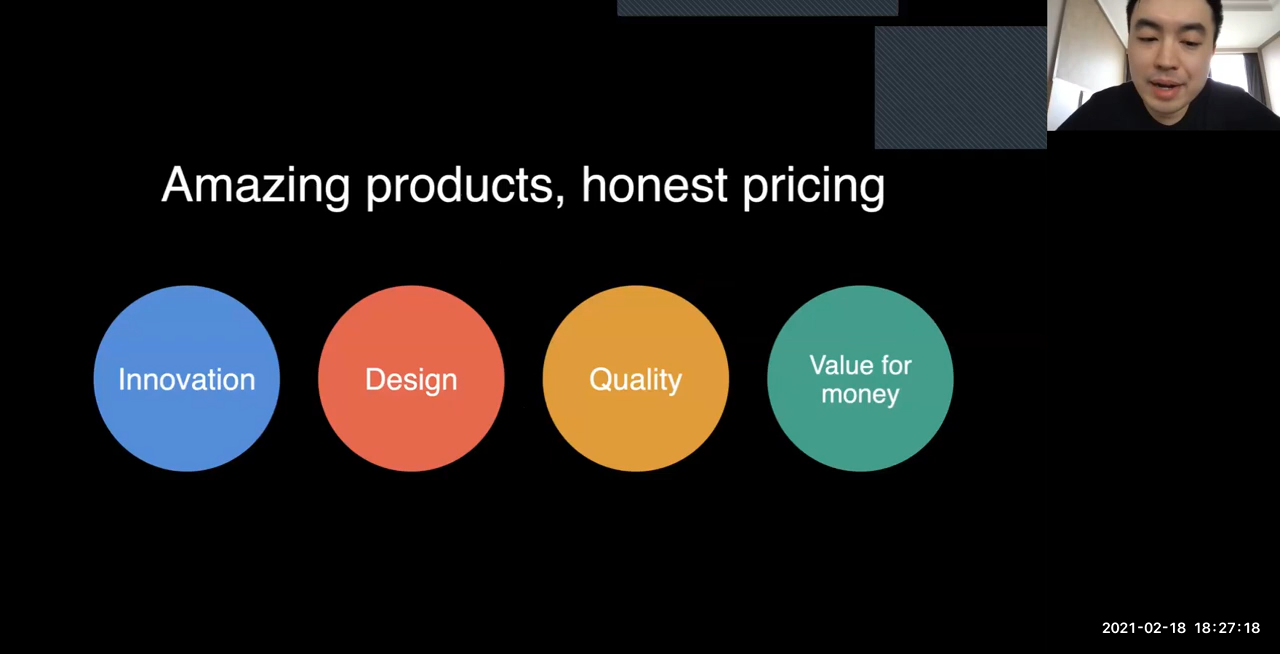 Amazing products, honest pricing
Innovation
Design
Quality
Value for
money
2021-02-18 18:27:18